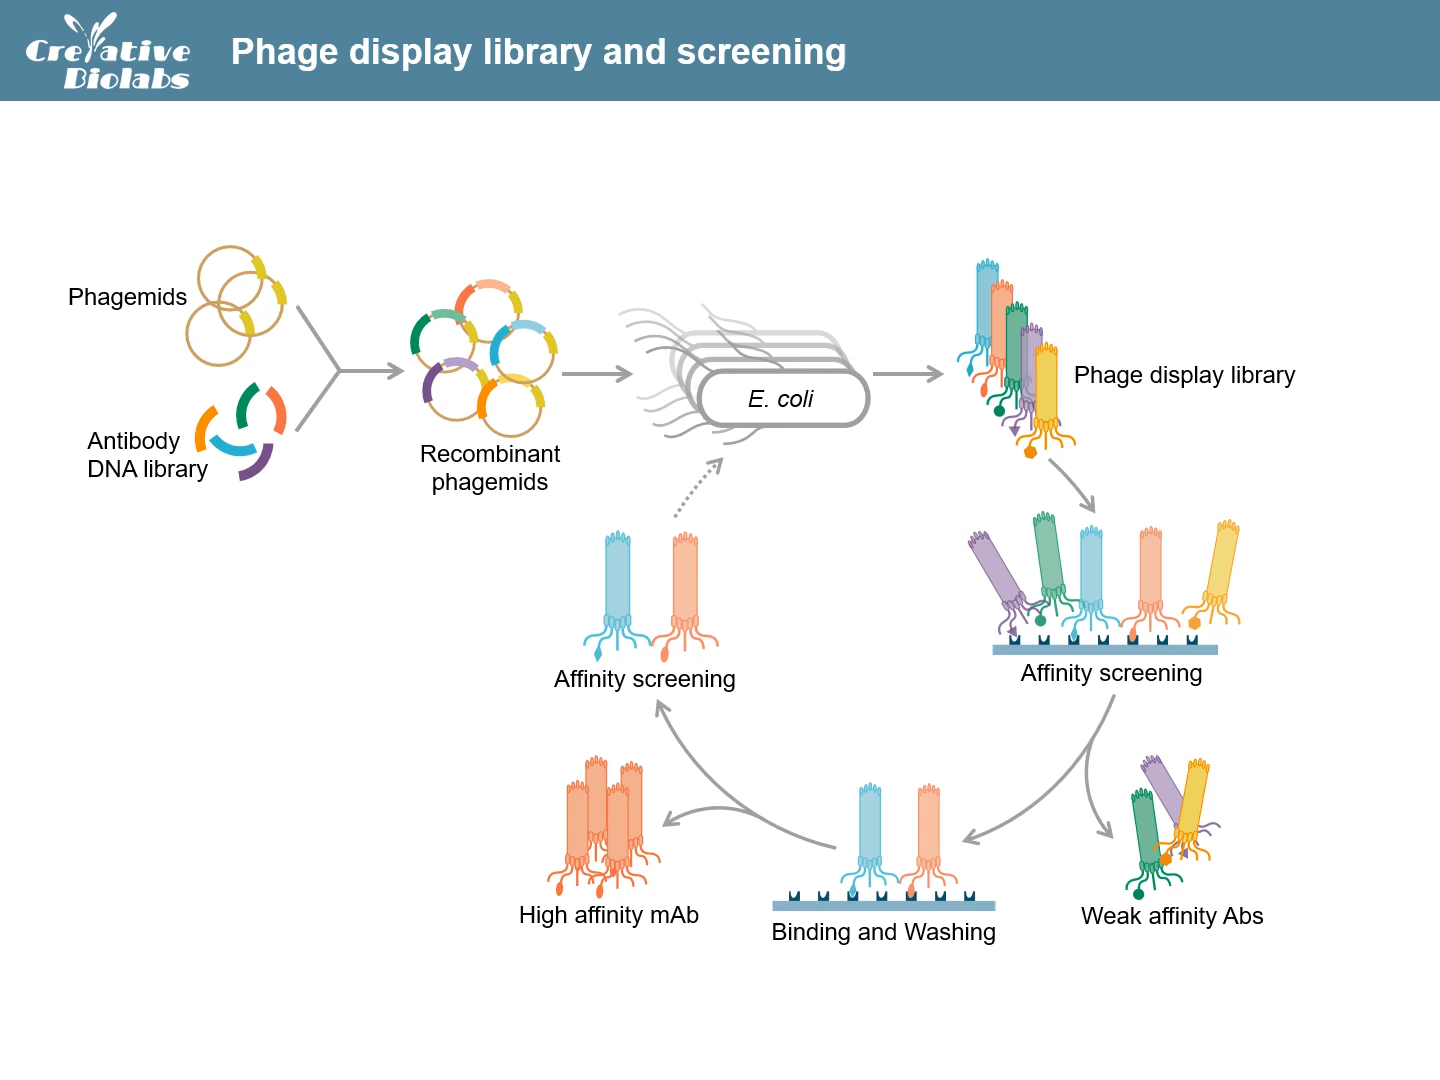 Creative
Biolabs
Phage display library and screening
Phagemids
Antibody
DNA library
Recombinant
phagemids
E. coli
Phage display library
Affinity screening
Affinity screening
High affinity mAb
Binding and Washing
Weak affinity Abs